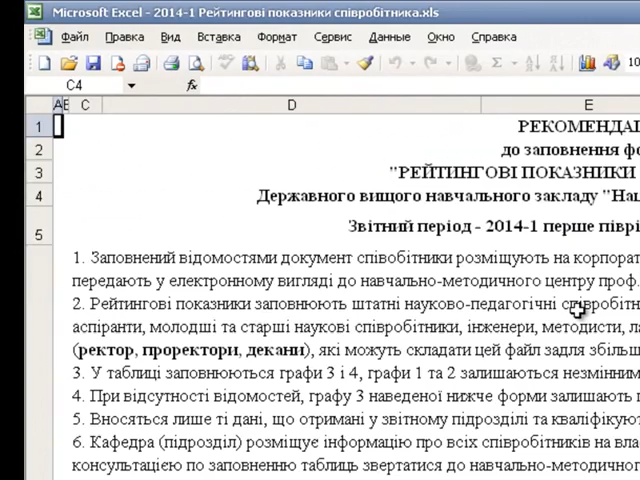 Microsoft Excel - 2014-1 Рейтингові показники співробітника.xls
Файл Правка Вид Вставка Формат Сервис Данные Окно Справка
10
C4 fx
A C D E
1 РЕКОМЕНДА
2 до заповнення фо
3 "РЕЙТИНГОВІ ПОКАЗНИКИ
4 Державного вищого навчального закладу "На
5 Звітний період - 2014-1 перше півр
1. Заповнений відомостями документ співобітники розміщують на корпорат
передають у електронному вигляді до навчально-методичного центру проф.
2. Рейтингові показники заповнюють штатні науково-педагогічні співробітн
аспіранти, молодші та старші наукові співробітники, інженери, методисти, ла
(ректор, проректори, декани), які можуть складати цей файл задля збільш
3. У таблиці заповнюються графи 3 і 4, графи 1 та 2 залишаються незмінним
4. При відсутності відомостей, графу 3 наведеної нижче форми залишають
5. Вносяться лише ті дані, що отримані у звітному підрозділі та кваліфікуют
6. Кафедра (підрозділ) розміщує інформацію про всіх співробітників на вла
консультацією по заповненню таблиць звертатися до навчально-методичног